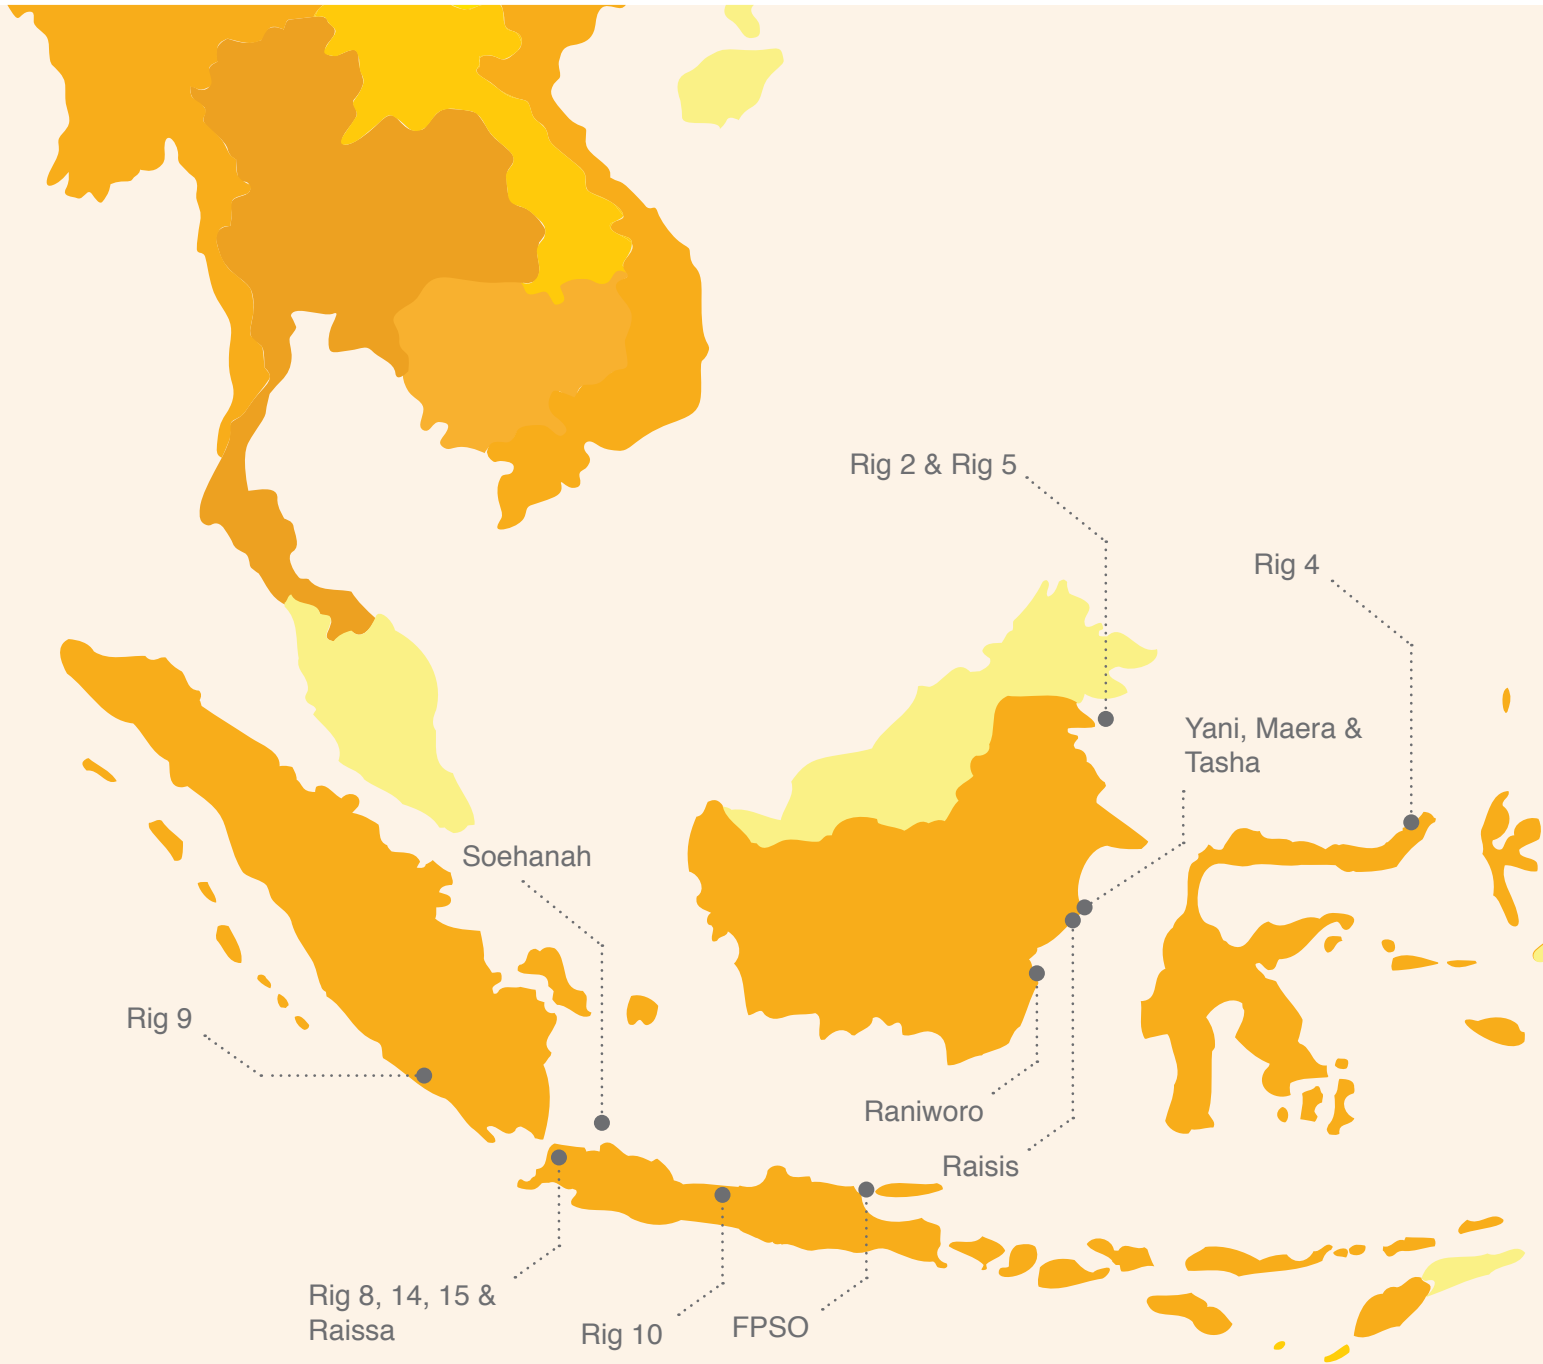 Rig 2 & Rig 5
Rig 4
Yani, Maera &
Tasha
Soehanah
Rig 9
Raniworo
Raisis
Rig 8, 14, 15 &
Raissa
Rig 10
FPSO